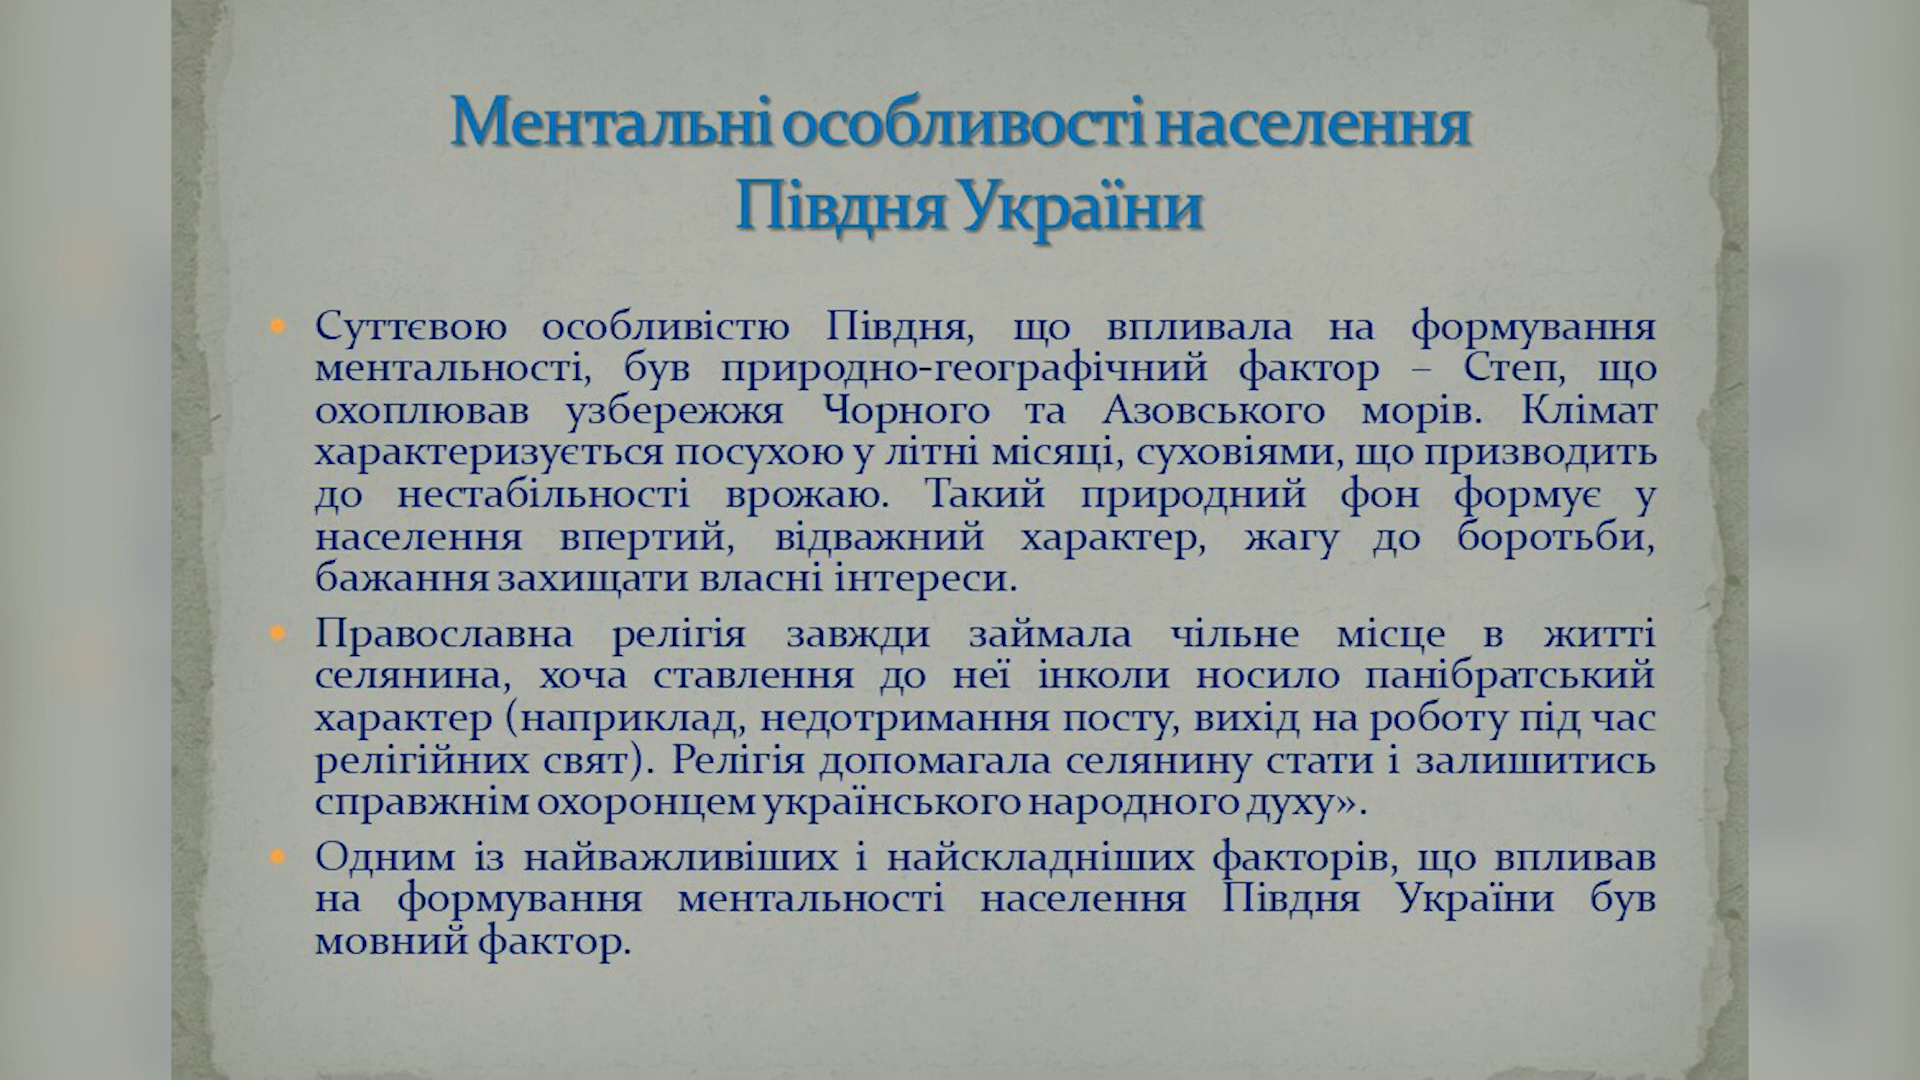 Ментальні особливості населення
Півдня України
• Суттєвою особливістю Півдня, що впливала на формування
ментальності, був природно-географічний фактор – Степ, що
охоплював узбережжя Чорного та Азовського морів. Клімат
характеризується посухою у літні місяці, суховіями, що призводить
до нестабільності врожаю. Такий природний фон формує у
населення впертий, відважний характер, жагу до боротьби,
бажання захищати власні інтереси.
• Православна релігія завжди займала чільне місце в житті
селянина, хоча ставлення до неї інколи носило панібратський
характер (наприклад, недотримання посту, вихід на роботу під час
релігійних свят). Релігія допомагала селянину стати і залишитись
справжнім охоронцем українського народного духу».
• Одним із найважливіших і найскладніших факторів, що впливав
на формування ментальності населення Півдня України був
мовний фактор.